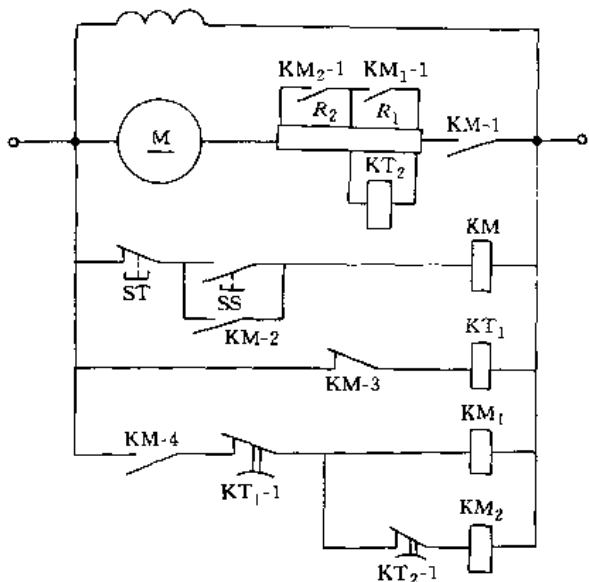 KM₂-1 KM₁-1
R₂ R₁
M KM-1
KT₂
KM
ST SS
KM-2
KT₁
KM-3
KM₁
KM-4
KT₁-1
KM₂
KT₂-1